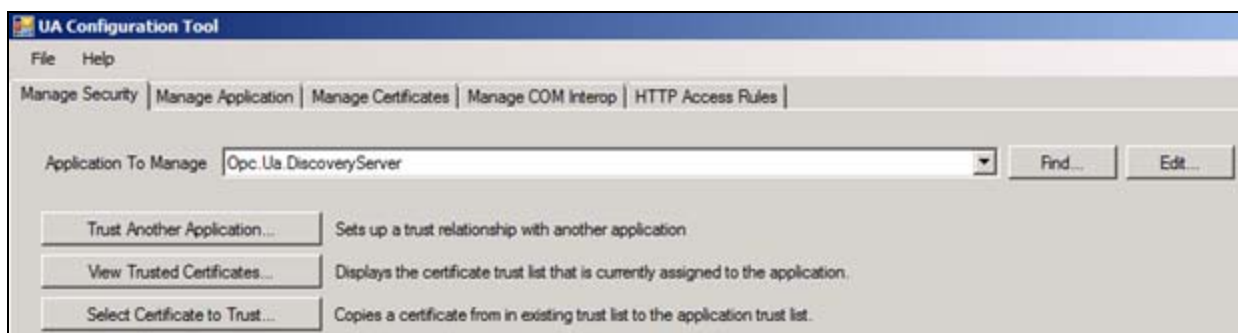 UA Configuration Tool
File Help
Manage Security Manage Application Manage Certificates Manage COM Interop HTTP Access Rules
Application To Manage Opc.Ua.DiscoveryServer Find... Edit...
Trust Another Application... Sets up a trust relationship with another application
View Trusted Certificates... Displays the certificate trust list that is currently assigned to the application.
Select Certificate to Trust... Copies a certificate from in existing trust list to the application trust list.